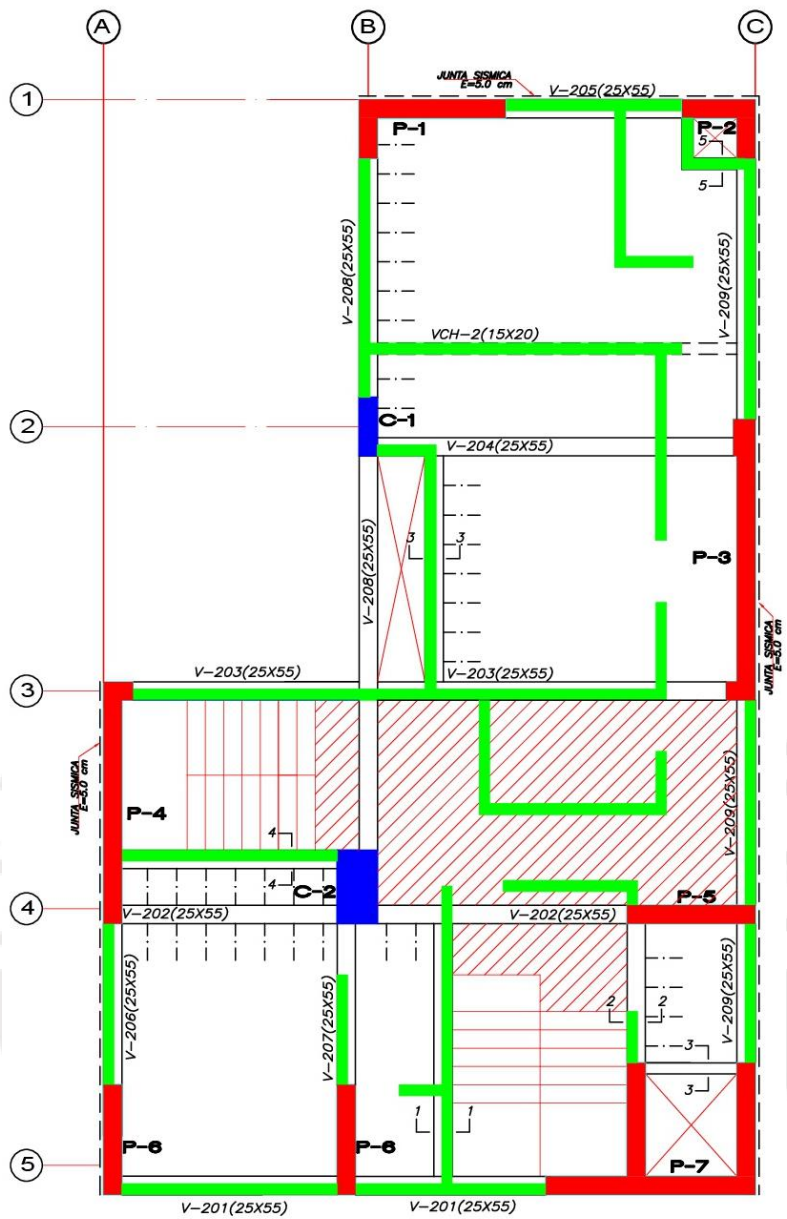 A
B
C
JUNTA SISMICA
E=5.0 cm
V-205(25X55)
1
P-1
P-2
5
5
V-208(25X55)
V-209(25X55)
VCH-2(15X20)
C-1
2
V-204(25X55)
3
3
P-3
V-208(25X55)
JUNTA SISMICA
E=5.0 cm
V-203(25X55)
V-203(25X55)
3
JUNTA SISMICA
E=5.0 cm
P-4
V-209(25X55)
4
4
C-2
P-5
4
V-202(25X55)
V-202(25X55)
V-206(25X55)
V-207(25X55)
2
2
V-209(25X55)
3
3
1
1
P-6
P-6
5
P-7
V-201(25X55)
V-201(25X55)